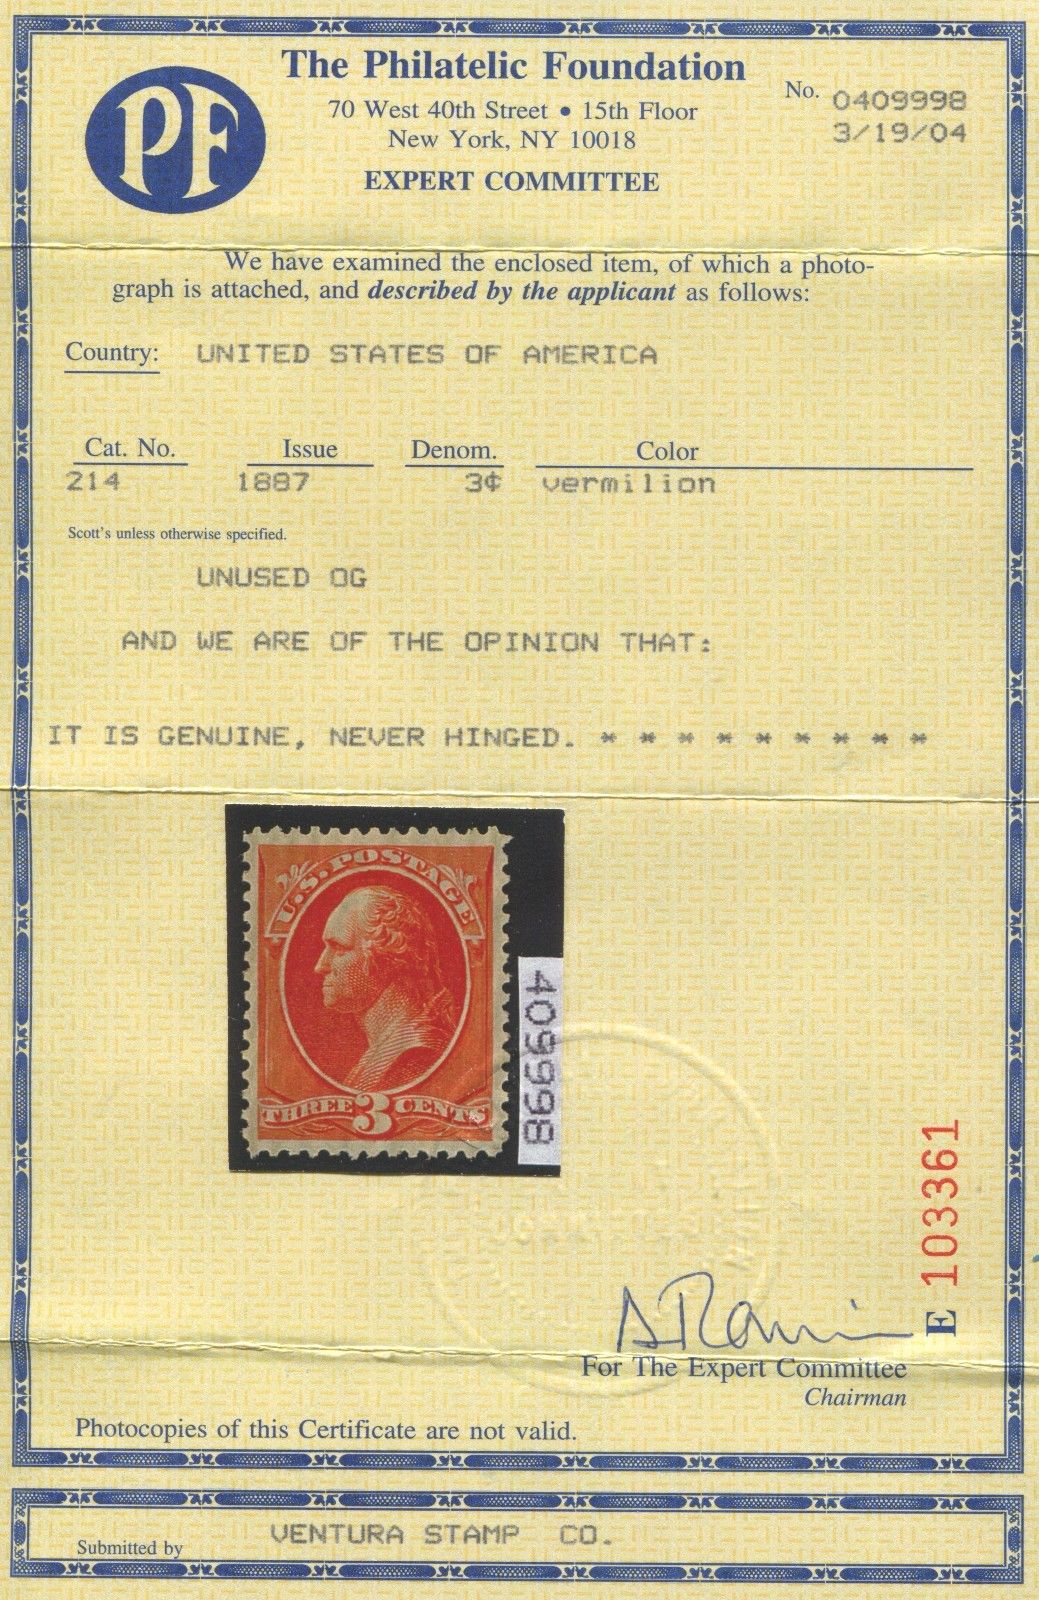 The Philatelic Foundation
PF
70 West 40th Street • 15th Floor
New York, NY 10018
EXPERT COMMITTEE
No. 0409998
3/19/04
We have examined the enclosed item, of which a photo-
graph is attached, and described by the applicant as follows:
Country: UNITED STATES OF AMERICA
Cat. No. Issue Denom. Color
214 1887 3¢ vermilion
Scott's unless otherwise specified.
UNUSED OG
AND WE ARE OF THE OPINION THAT:
IT IS GENUINE, NEVER HINGED. * * * * * * * * *
U.S. POSTAGE
THREE 3 CENTS
409998
E 103361
For The Expert Committee
Chairman
Photocopies of this Certificate are not valid.
Submitted by VENTURA STAMP CO.